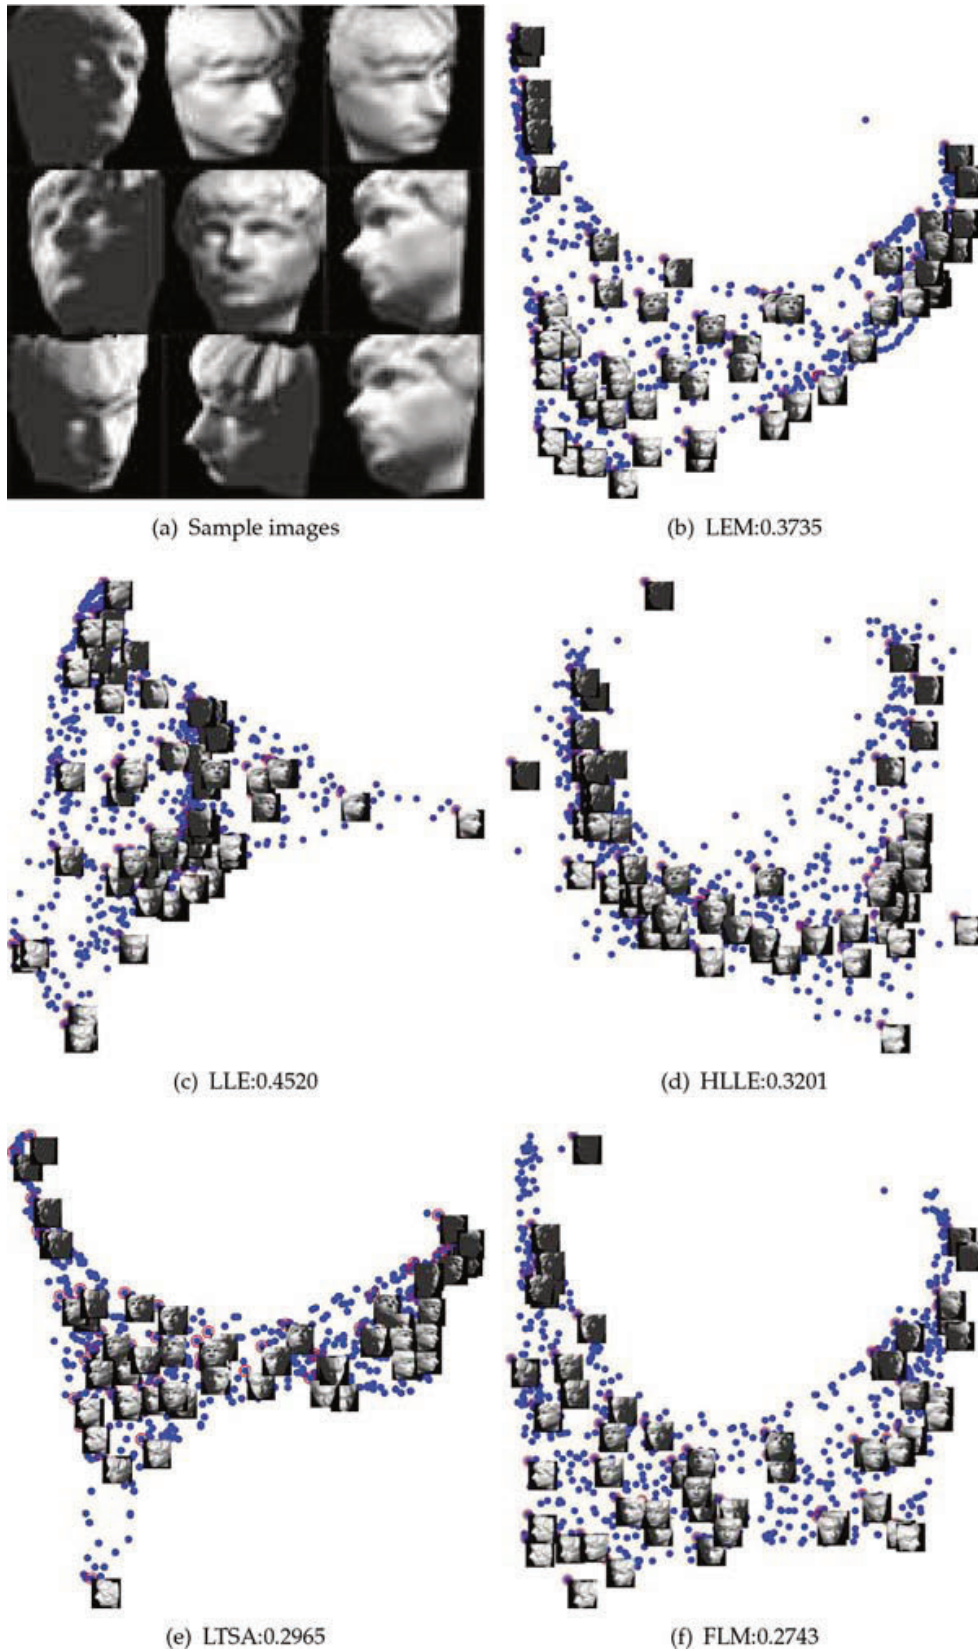 (a) Sample images
(b) LEM:0.3735
(c) LLE:0.4520
(d) HLLE:0.3201
(e) LTSA:0.2965
(f) FLM:0.2743